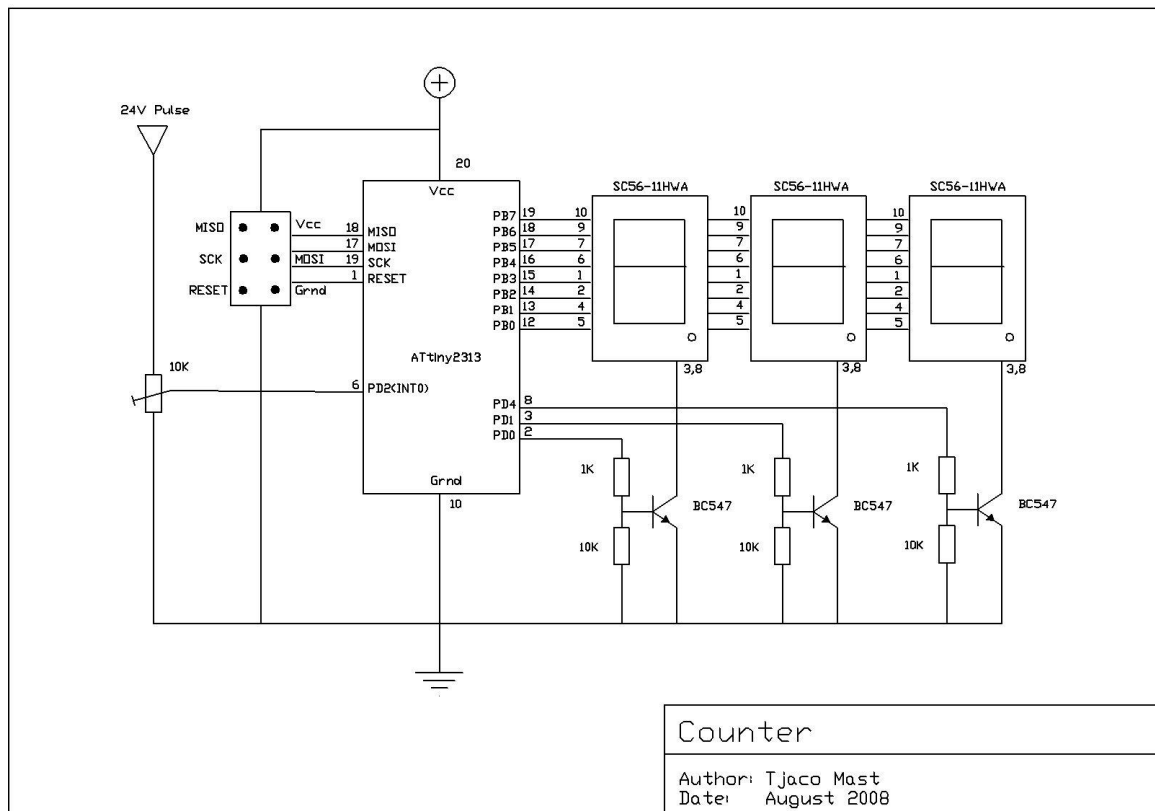 24V Pulse
20
Vcc
SC56-11HWA
SC56-11HWA
SC56-11HWA
MISO
Vcc
18
MISO
17
MOSI
SCK
MOSI
19
SCK
1
RESET
RESET
Grnd
PB7
19
10
10
10
PB6
18
9
9
9
PB5
17
7
7
7
PB4
16
6
6
6
PB3
15
1
1
1
PB2
14
2
2
2
PB1
13
4
4
4
PB0
12
5
5
5
ATtiny2313
10K
3,8
3,8
3,8
6
PD2(INT0)
PD4
8
PD1
3
PD0
2
1K
1K
1K
Grnd
10
BC547
BC547
BC547
10K
10K
10K
Counter
Author: Tjaco Mast
Date: August 2008